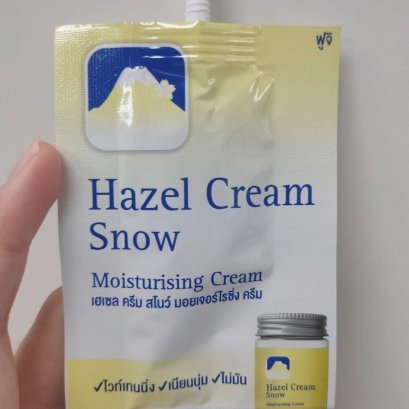 ฟูจิ
Hazel Cream
Snow
Moisturising Cream
เฮเซล ครีม สโนว์ มอยเจอร์ไรซิ่ง ครีม
✓ไวท์เทนนิ่ง ✓เนียนนุ่ม ✓ไม่มัน
Hazel Cream
Snow
Moisturising Cream